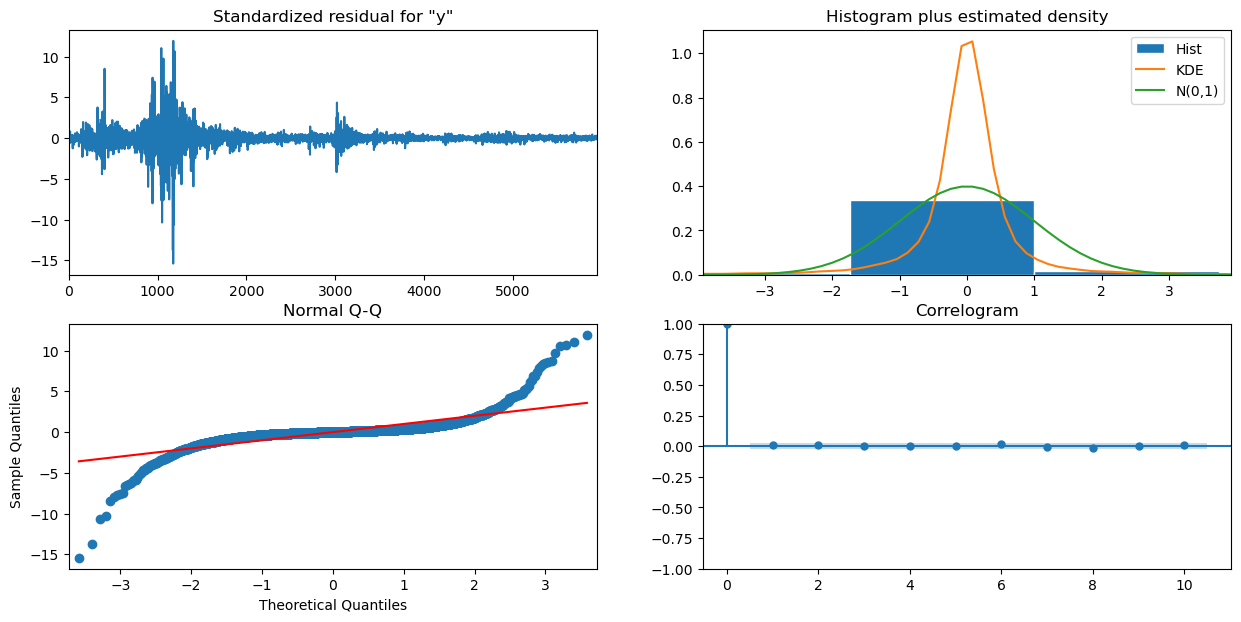 Standardized residual for "y"
10
5
0
−5
−10
−15
0 1000 2000 3000 4000 5000
Histogram plus estimated density
1.0
0.8
0.6
0.4
0.2
0.0
−3 −2 −1 0 1 2 3
Hist
KDE
N(0,1)
Normal Q-Q
Sample Quantiles
10
5
0
−5
−10
−15
−3 −2 −1 0 1 2 3
Theoretical Quantiles
Correlogram
1.00
0.75
0.50
0.25
0.00
−0.25
−0.50
−0.75
−1.00
0 2 4 6 8 10